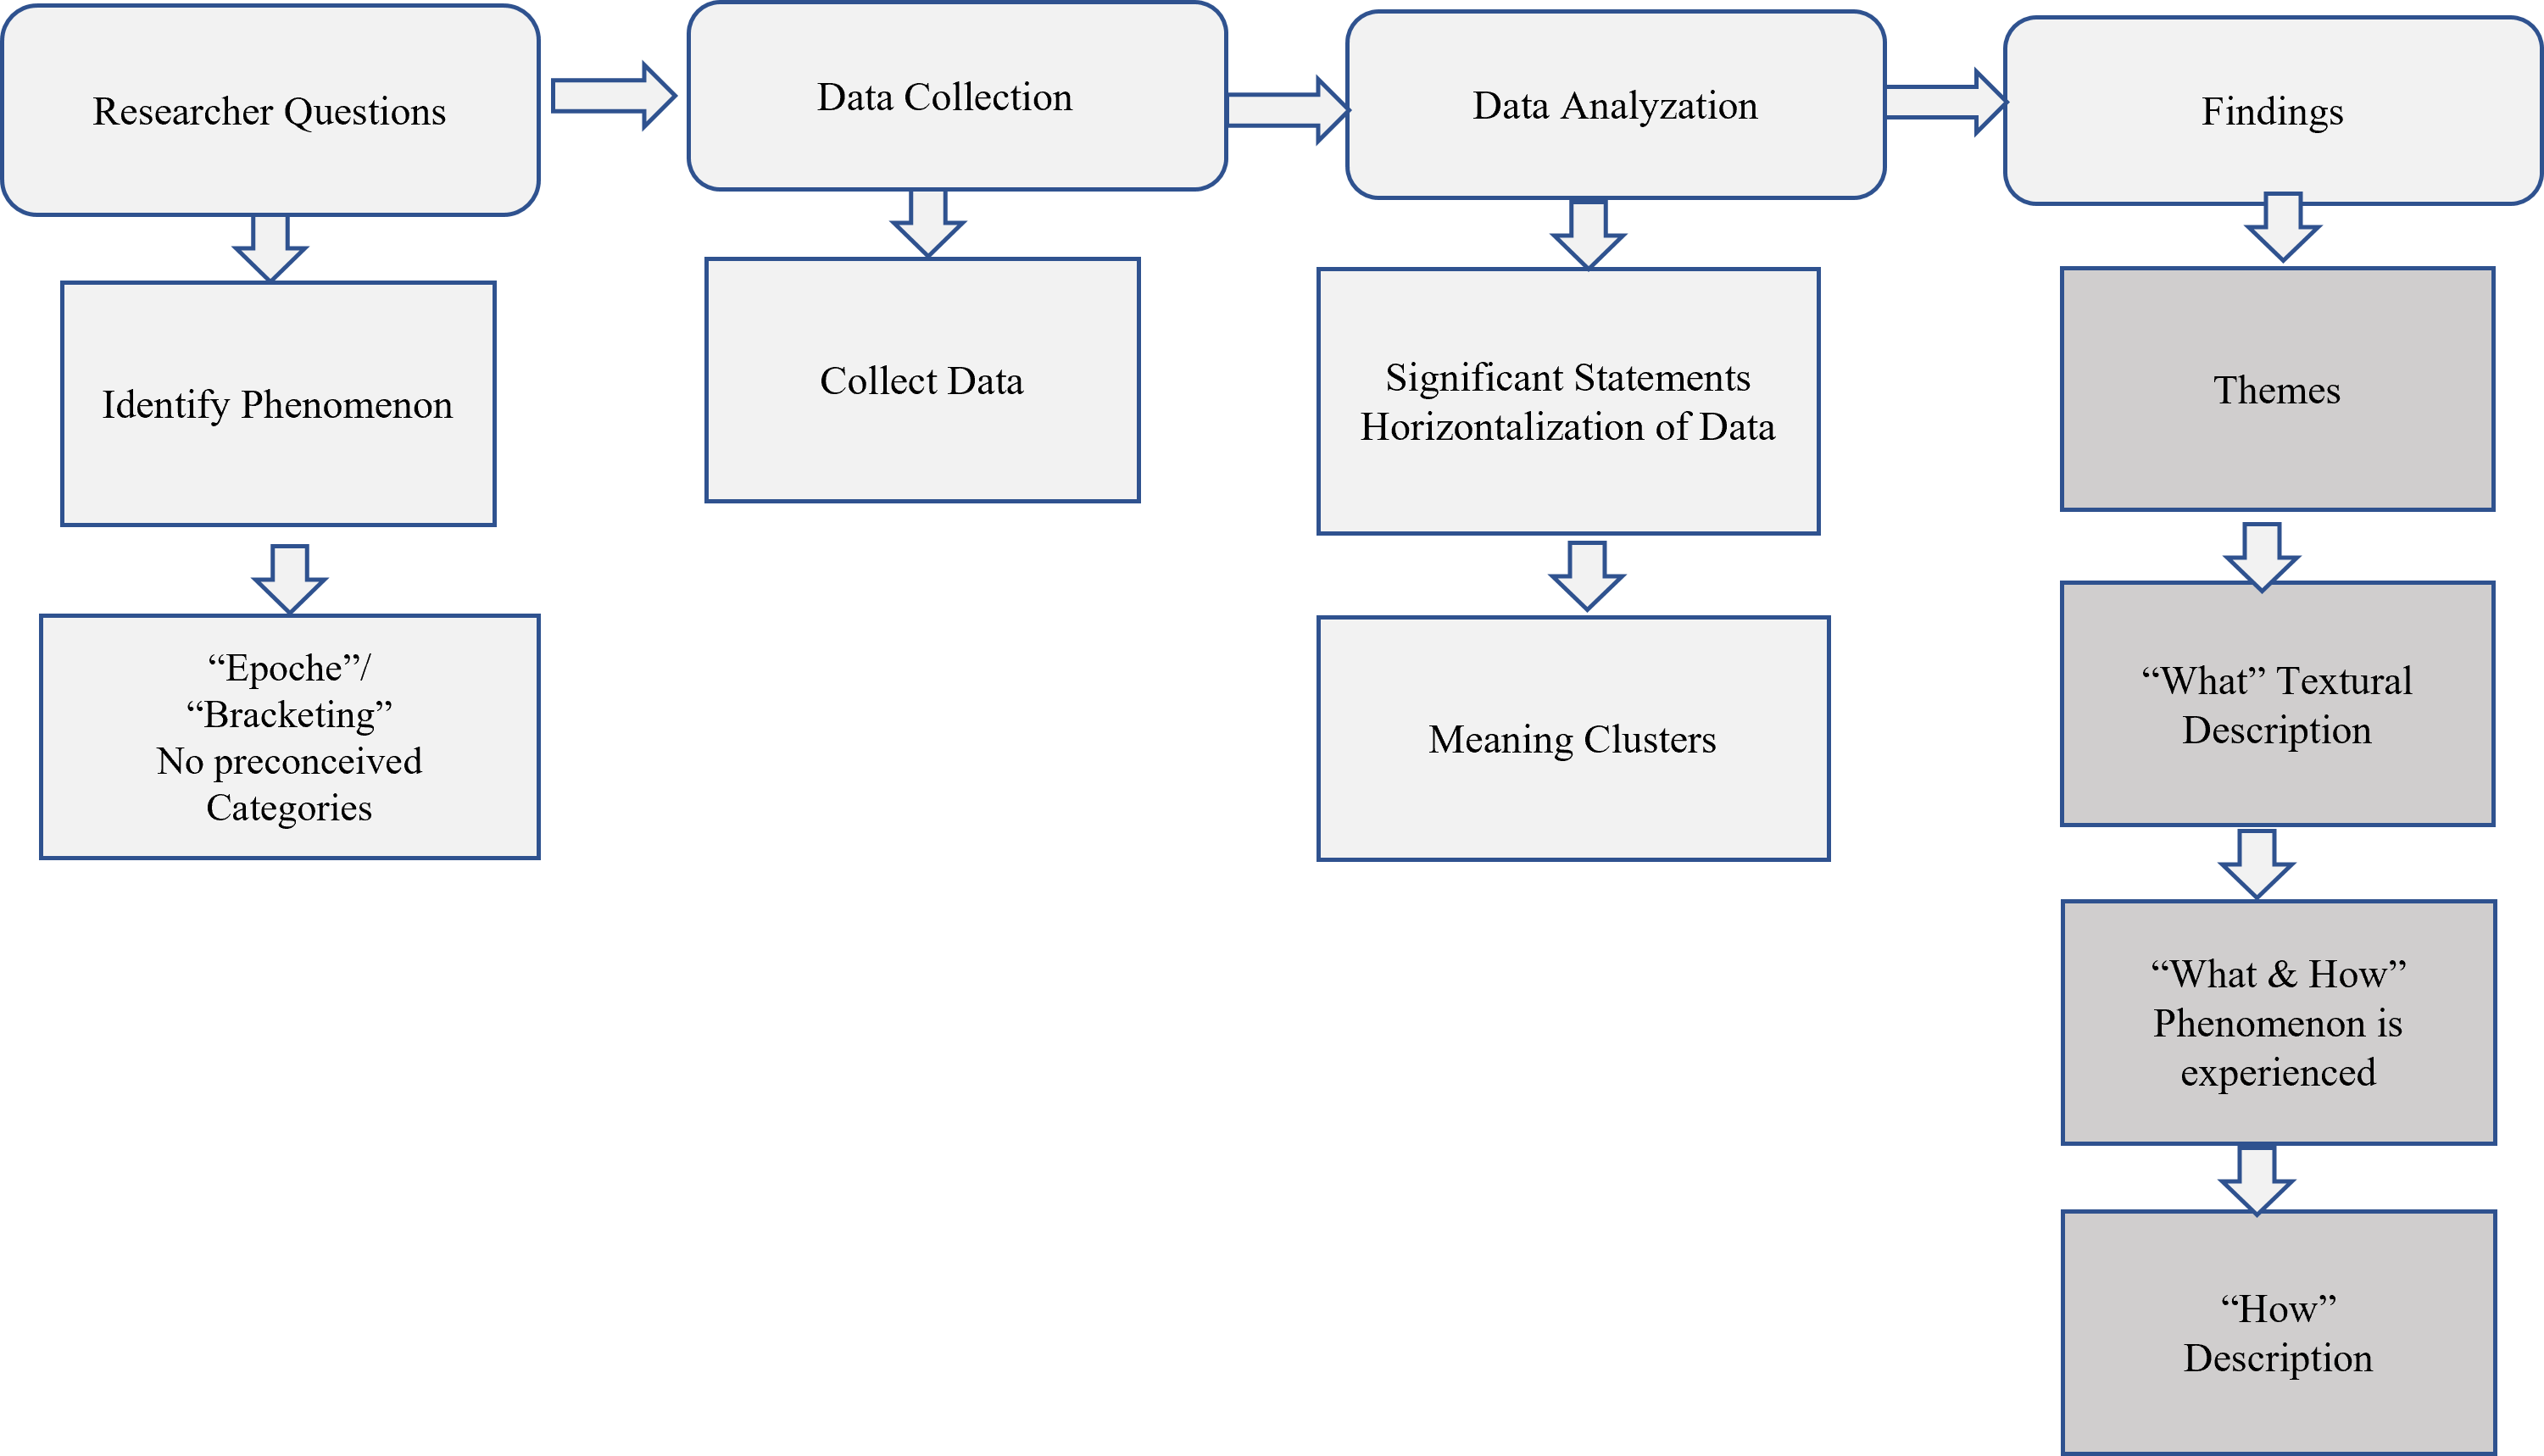 Researcher Questions
Data Collection
Data Analyzation
Findings
Identify Phenomenon
“Epoche”/
“Bracketing”
No preconceived
Categories
Collect Data
Significant Statements
Horizontalization of Data
Meaning Clusters
Themes
“What” Textural
Description
“What & How”
Phenomenon is
experienced
“How”
Description